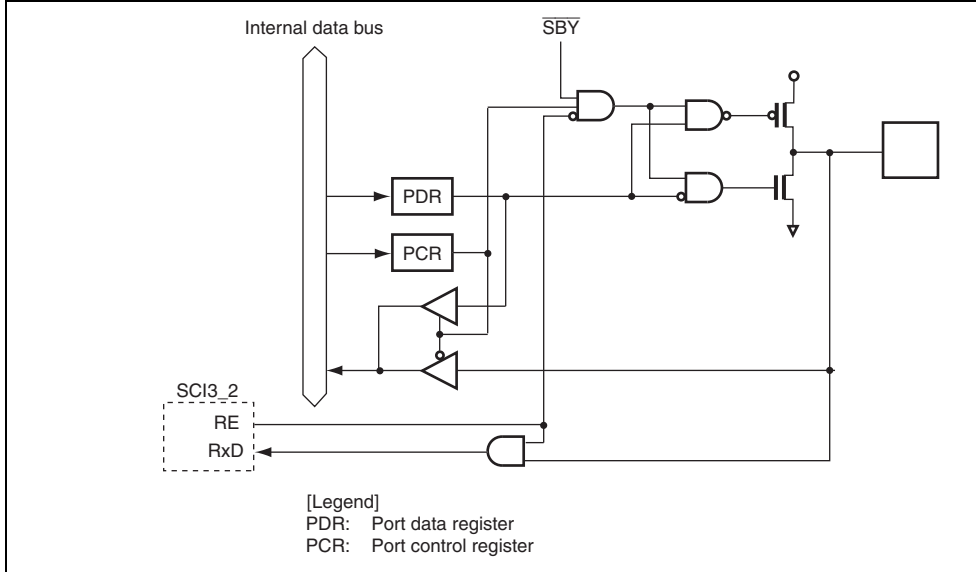 Internal data bus
SBY
PDR
PCR
SCI3_2
RE
RxD
[Legend]
PDR: Port data register
PCR: Port control register